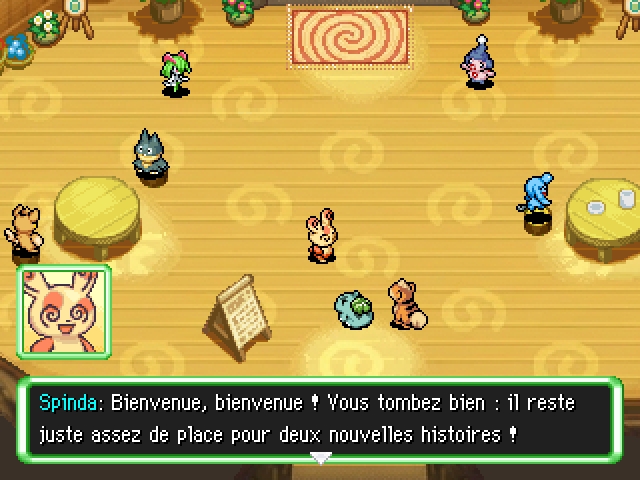 Spinda: Bienvenue, bienvenue ! Vous tombez bien : il reste
juste assez de place pour deux nouvelles histoires !